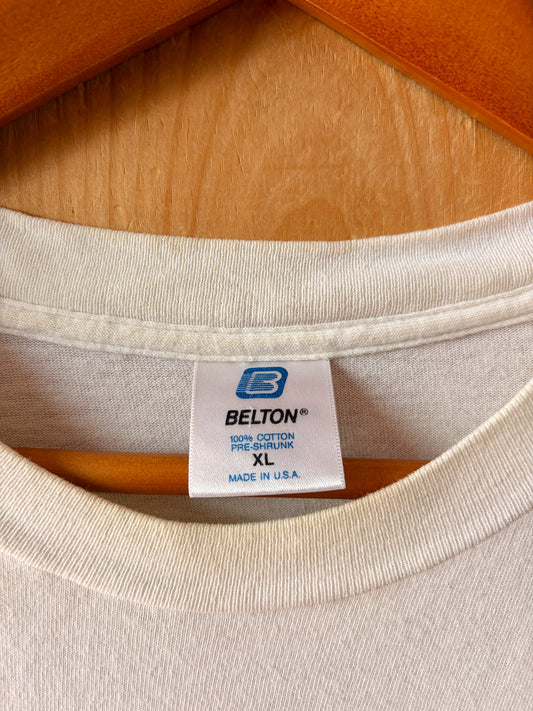 B
BELTON®
100% COTTON
PRE-SHRUNK
XL
MADE IN U.S.A.